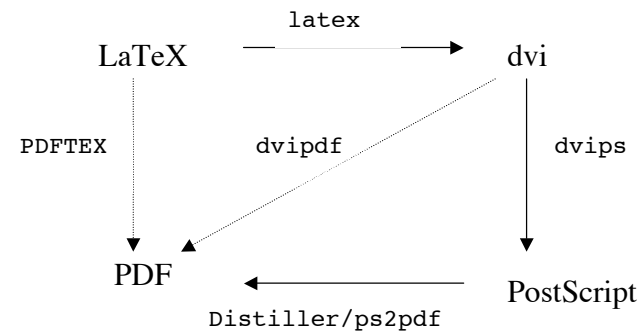 latex
LaTeX dvi
PDFTEX dvipdf dvips
PDF
PostScript
Distiller/ps2pdf